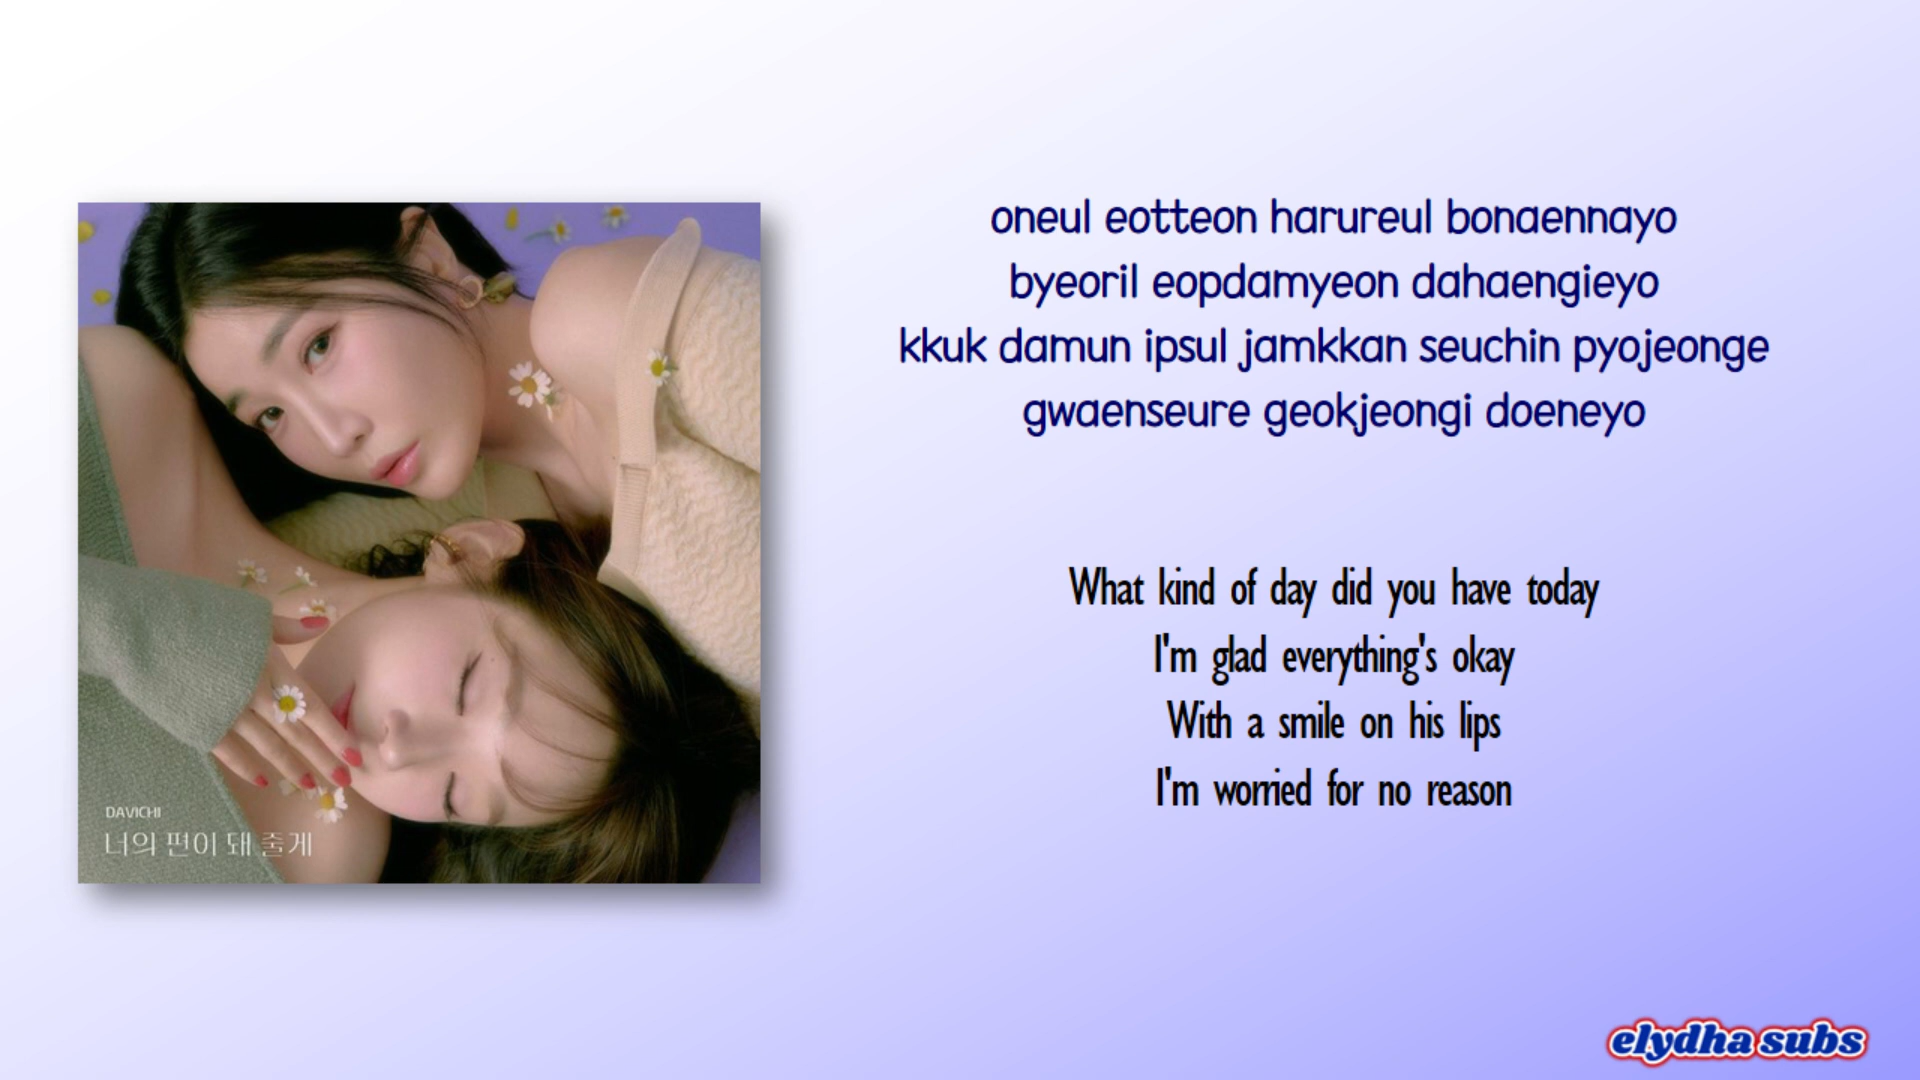 DAVICHI
너의 편이 돼 줄게
oneul eotteon harureul bonaennayo
byeoril eopdamyeon dahaengieyo
kkuk damun ipsul jamkkan seuchin pyojeonge
gwaenseure geokjeongi doeneyo
What kind of day did you have today
I'm glad everything's okay
With a smile on his lips
I'm worried for no reason
elydha subs